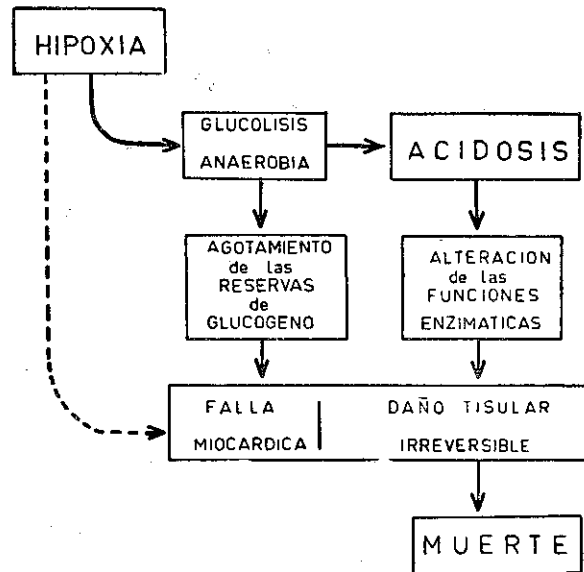 HIPOXIA
GLUCOLISIS
ANAEROBIA
ACIDOSIS
AGOTAMIENTO
de las
RESERVAS
de
GLUCOGENO
ALTERACION
de las
FUNCIONES
ENZIMATICAS
FALLA
MIOCARDICA
DAÑO TISULAR
IRREVERSIBLE
MUERTE